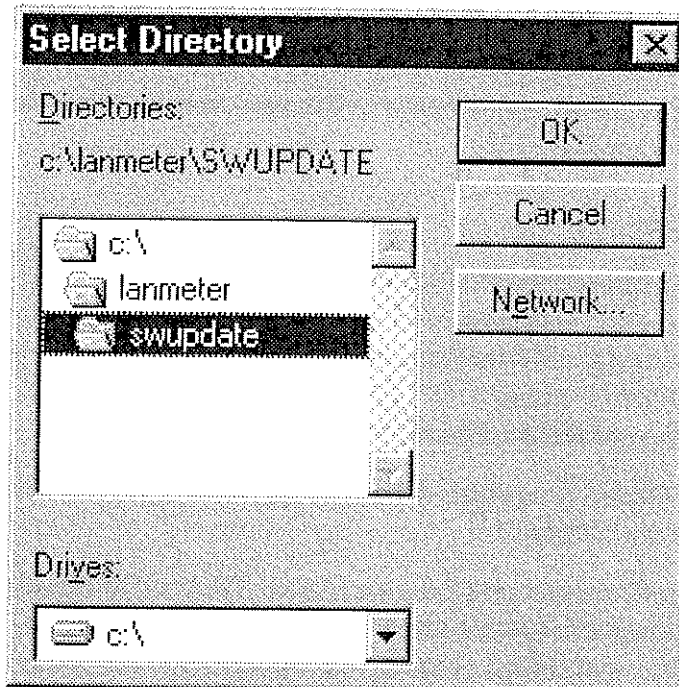 Select Directory
Directories:
c:\lanmeter\SWUPDATE
c:\
lanmeter
swupdate
Drives:
c:\
OK
Cancel
Network...